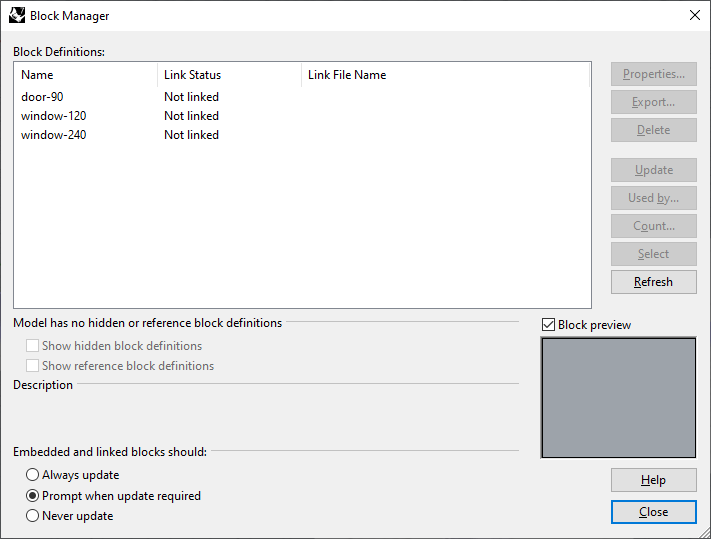 Block Manager
Block Definitions:
Name Link Status Link File Name
door-90 Not linked
window-120 Not linked
window-240 Not linked
Properties...
Export...
Delete
Update
Used by...
Count...
Select
Refresh
Model has no hidden or reference block definitions
Show hidden block definitions
Show reference block definitions
Block preview
Description
Embedded and linked blocks should:
Always update
Prompt when update required
Never update
Help
Close